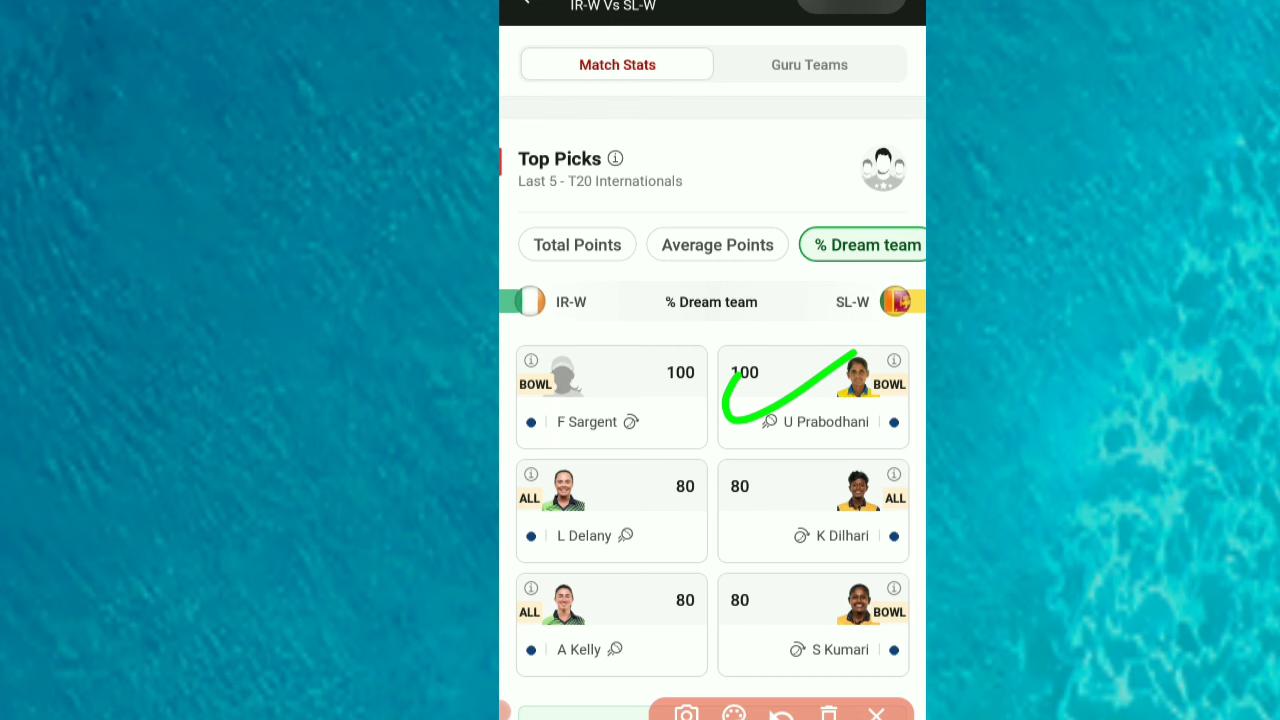 IR-W Vs SL-W
Match Stats
Guru Teams
Top Picks
Last 5 - T20 Internationals
Total Points
Average Points
% Dream team
IR-W
% Dream team
SL-W
BOWL
100
F Sargent
100
BOWL
U Prabodhani
ALL
80
L Delany
80
ALL
K Dilhari
ALL
80
A Kelly
80
BOWL
S Kumari